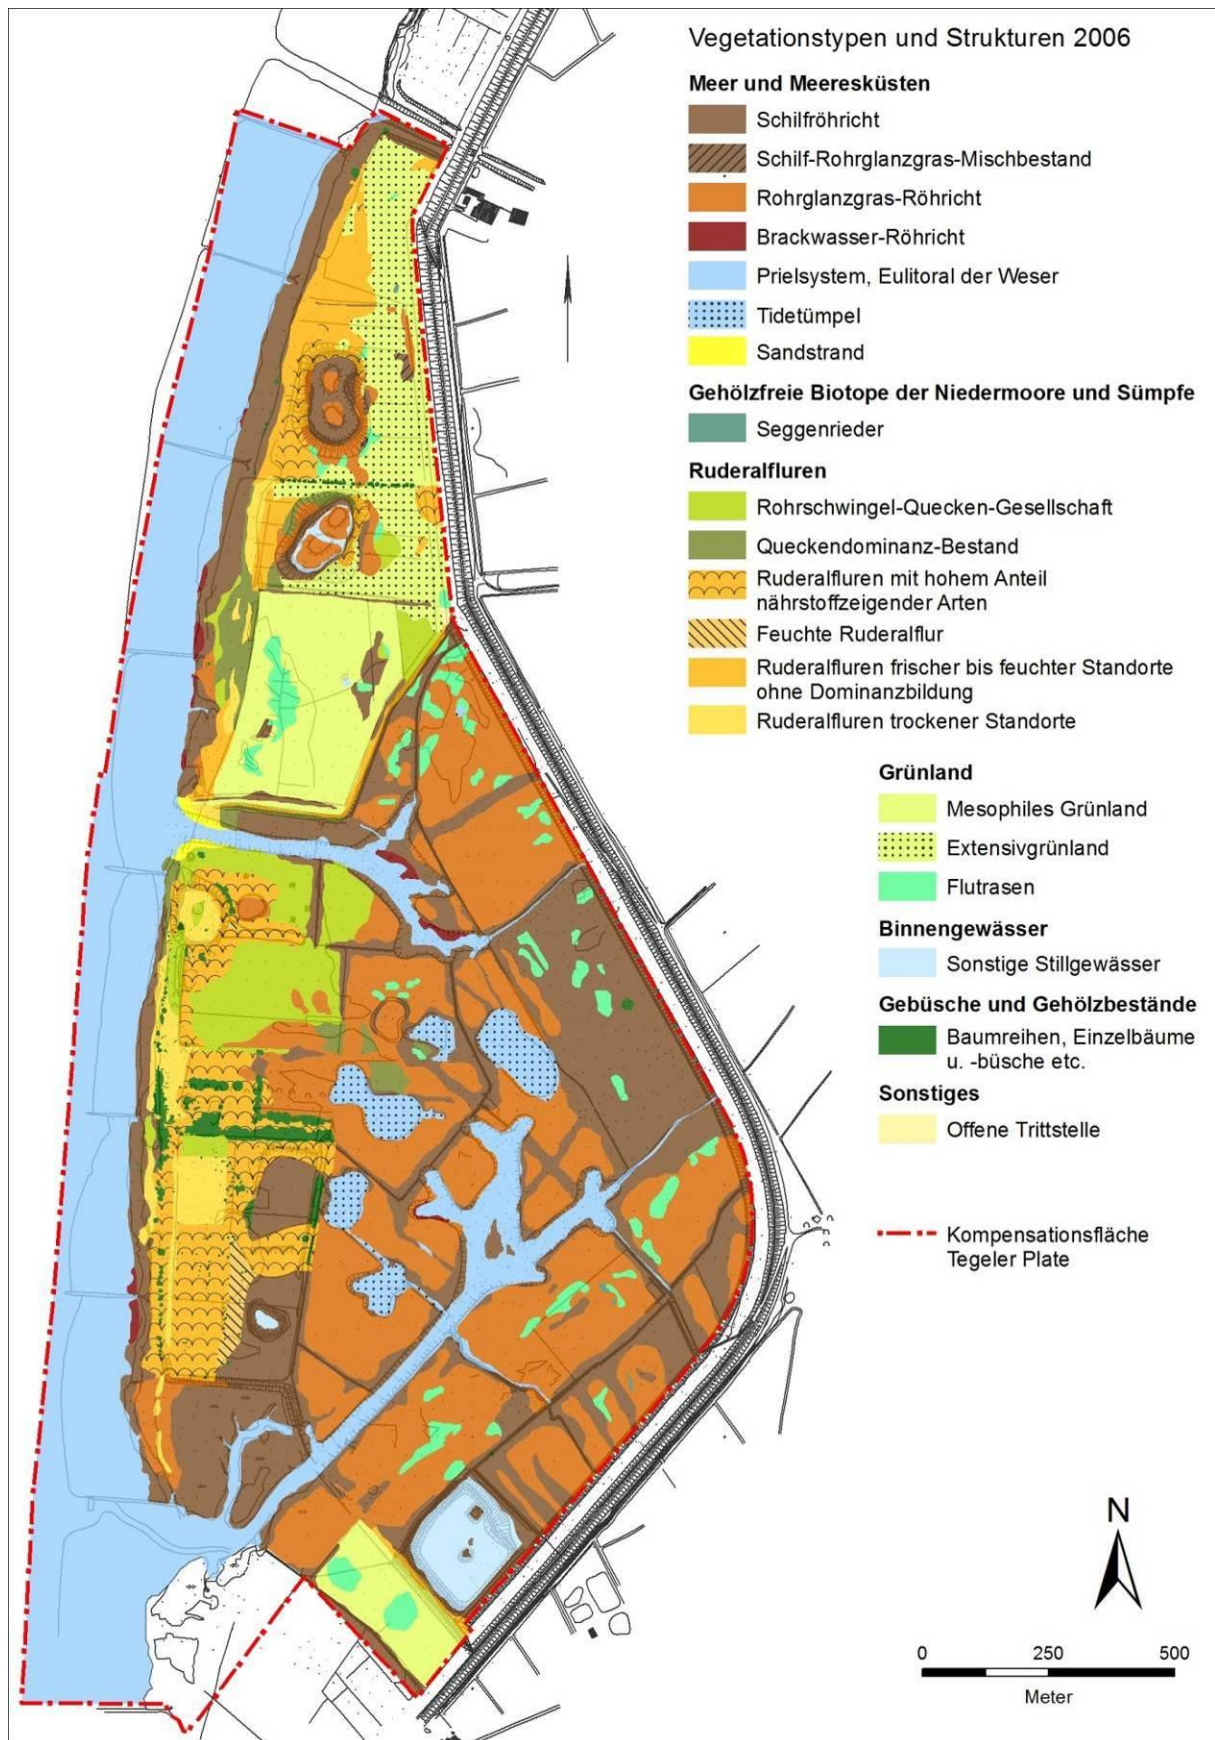 Vegetationstypen und Strukturen 2006
Meer und Meeresküsten
Schilfröhricht
Schilf-Rohrglanzgras-Mischbestand
Rohrglanzgras-Röhricht
Brackwasser-Röhricht
Prielsystem, Eulitoral der Weser
Tidetümpel
Sandstrand
Gehölzfreie Biotope der Niedermoore und Sümpfe
Seggenrieder
Ruderalfluren
Rohrschwingel-Quecken-Gesellschaft
Queckendominanz-Bestand
Ruderalfluren mit hohem Anteil
nährstoffzeigender Arten
Feuchte Ruderalflur
Ruderalfluren frischer bis feuchter Standorte
ohne Dominanzbildung
Ruderalfluren trockener Standorte
Grünland
Mesophiles Grünland
Extensivgrünland
Flutrasen
Binnengewässer
Sonstige Stillgewässer
Gebüsche und Gehölzbestände
Baumreihen, Einzelbäume
u. -büsche etc.
Sonstiges
Offene Trittstelle
Kompensationsfläche
Tegeler Plate
N
0 250 500
Meter